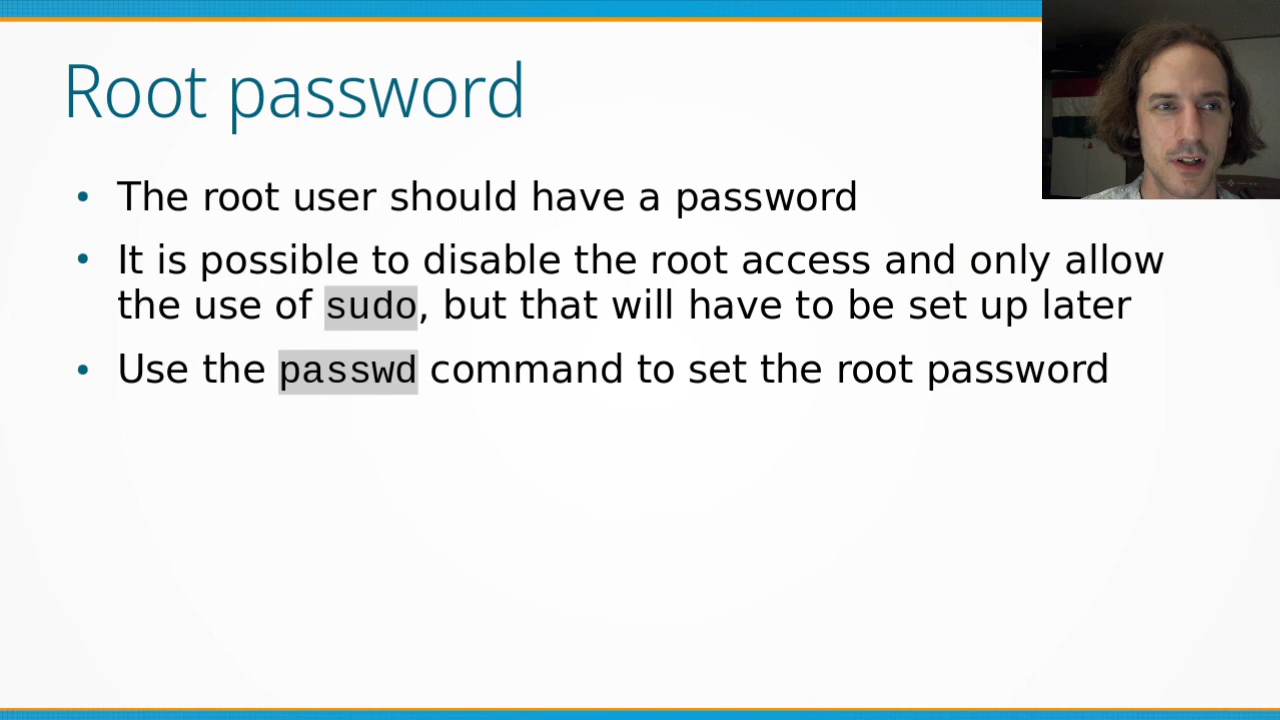 Root password
• The root user should have a password
• It is possible to disable the root access and only allow
the use of sudo, but that will have to be set up later
• Use the passwd command to set the root password